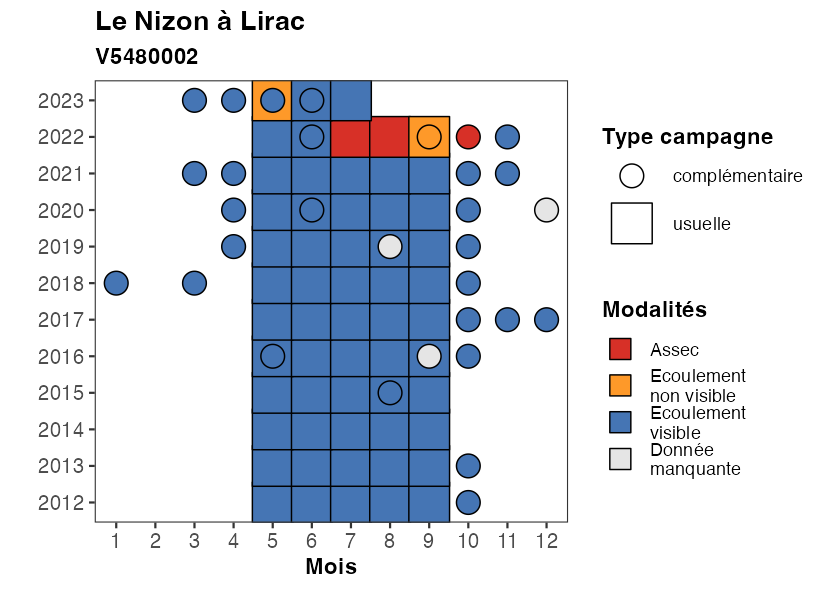 Le Nizon à Lirac
V5480002
2023
2022
2021
2020
2019
2018
2017
2016
2015
2014
2013
2012
1 2 3 4 5 6 7 8 9 10 11 12
Mois
Type campagne
complémentaire
usuelle
Modalités
Assec
Ecoulement
non visible
Ecoulement
visible
Donnée
manquante